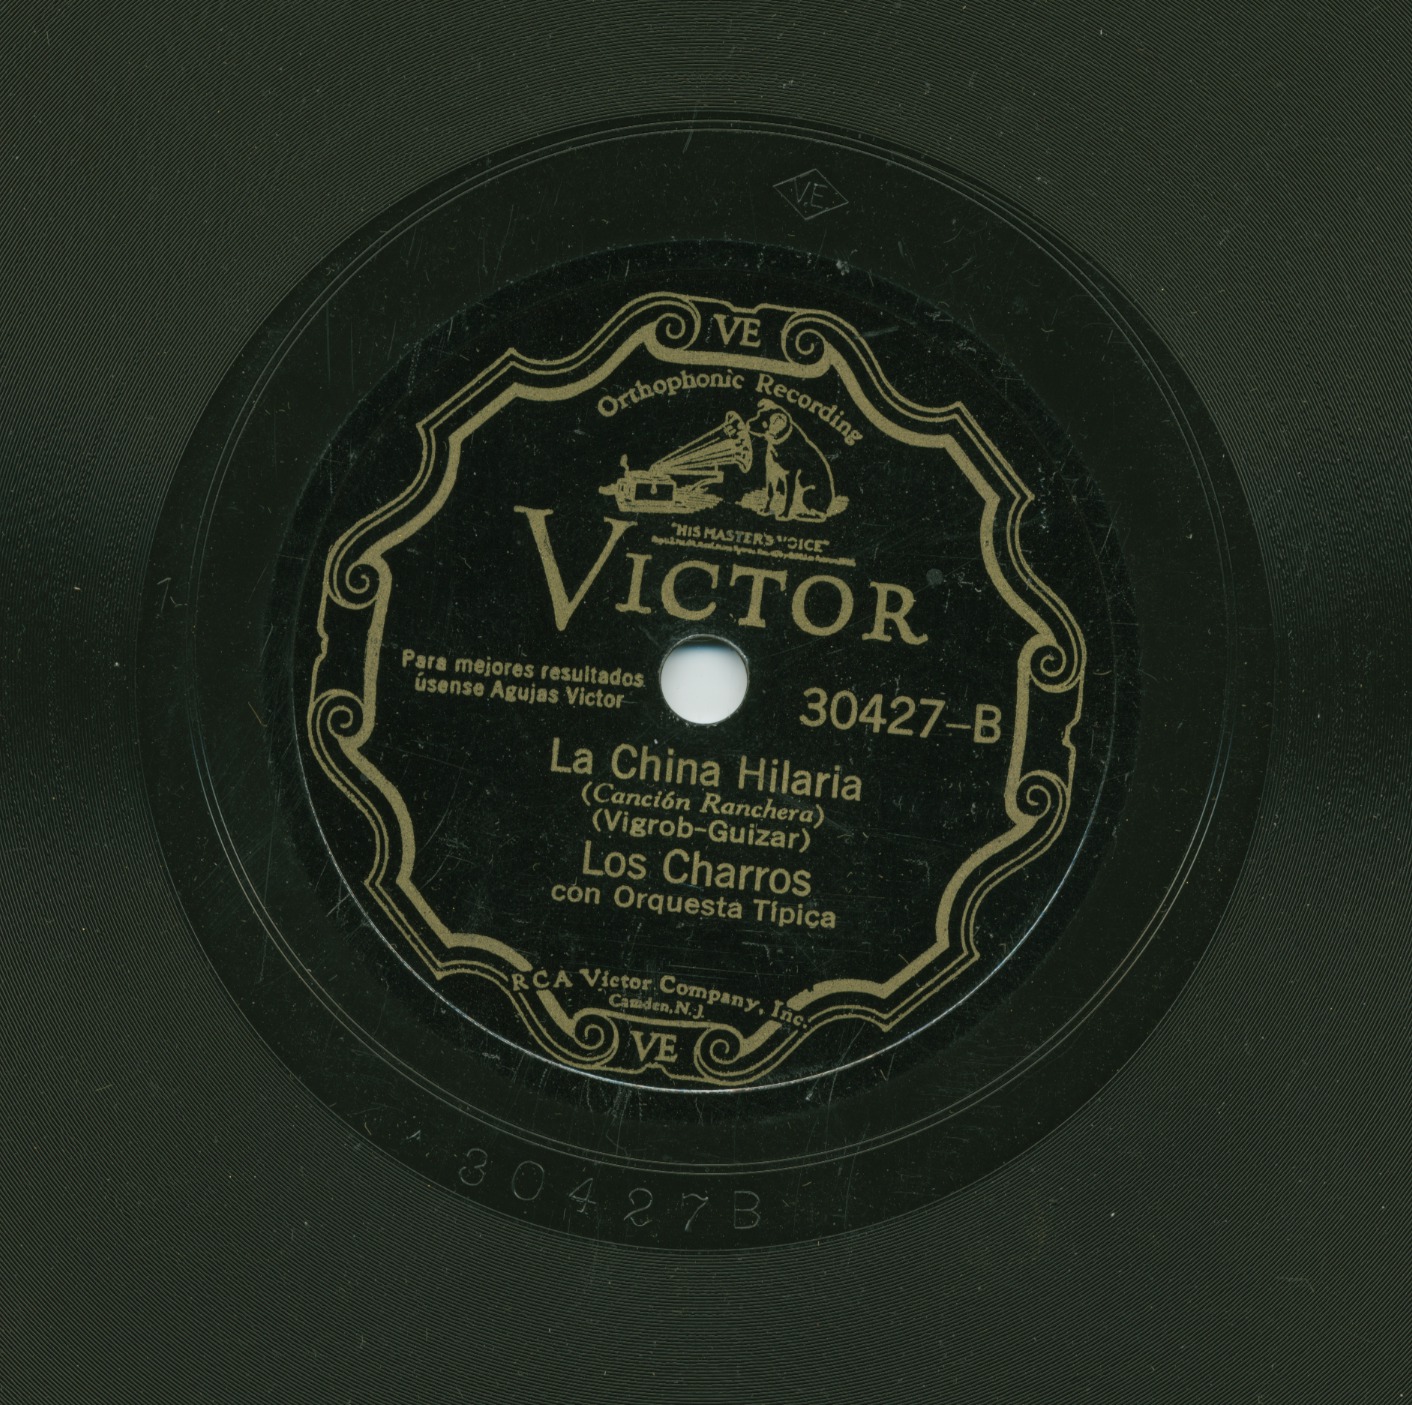 V.E.
VE
Orthophonic Recording
"HIS MASTER'S VOICE"
VICTOR
Para mejores resultados
úsense Agujas Victor
30427-B
La China Hilaria
(Canción Ranchera)
(Vigrob-Guizar)
Los Charros
con Orquesta Típica
RCA Victor Company, Inc.
Camden, N.J.
VE
30427B